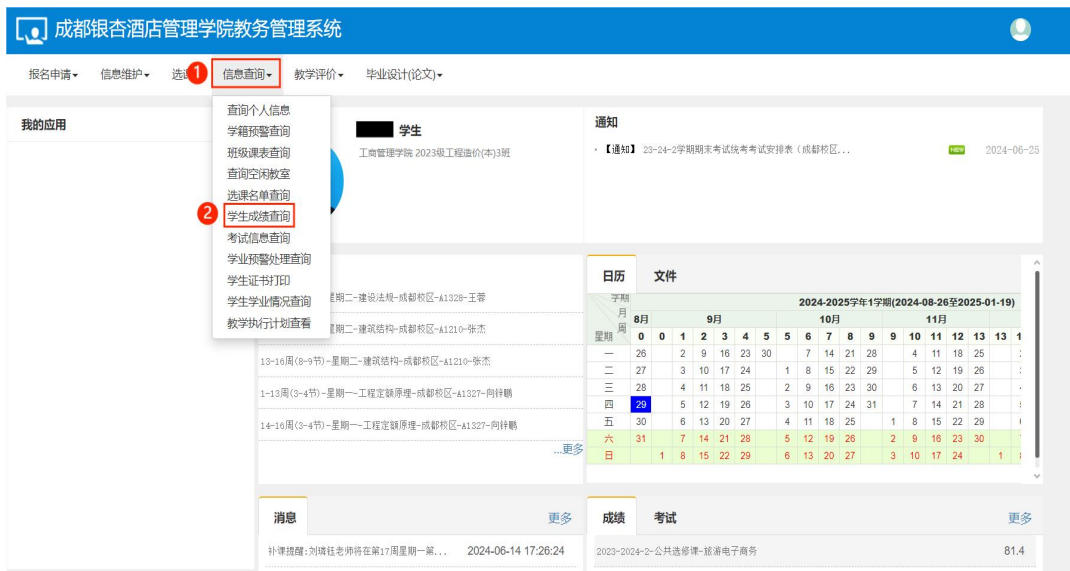 成都银杏酒店管理学院教务管理系统
报名申请 信息维护 选 1 信息查询 教学评价 毕业设计(论文)
查询个人信息
学籍预警查询
班级课表查询
查询空闲教室
选课名单查询
2 学生成绩查询
考试信息查询
学业预警处理查询
学生证书打印
学生学业情况查询
教学执行计划查看
我的应用
学生
工商管理学院 2023级工程造价(本)3班
通知
【通知】 23-24-2学期期末考试统考考试安排表(成都校区... NEW 2024-06-25
星期二-建设法规-成都校区-A1328-王蓉
星期二-建筑结构-成都校区-A1210-张杰
13-16周(8-9节)-星期二-建筑结构-成都校区-A1210-张杰
1-13周(3-4节)-星期一-工程定额原理-成都校区-A1327-向锌鹏
14-16周(3-4节)-星期一-工程定额原理-成都校区-A1327-向锌鹏
...更多
日历 文件
学期 2024-2025学年1学期(2024-08-26至2025-01-19)
月 8月 9月 10月 11月
周
星期 0 0 1 2 3 4 5 5 6 7 8 9 9 10 11 12 13 13 1
一 26 2 9 16 23 30 7 14 21 28 4 11 18 25
二 27 3 10 17 24 1 8 15 22 29 5 12 19 26
三 28 4 11 18 25 2 9 16 23 30 6 13 20 27
四 29 5 12 19 26 3 10 17 24 31 7 14 21 28
五 30 6 13 20 27 4 11 18 25 1 8 15 22 29
六 31 7 14 21 28 5 12 19 26 2 9 16 23 30
日 1 8 15 22 29 6 13 20 27 3 10 17 24 1
消息 更多
补课提醒:刘璘钰老师将在第17周星期一第... 2024-06-14 17:26:24
成绩 考试 更多
2023-2024-2-公共选修课-旅游电子商务 81.4